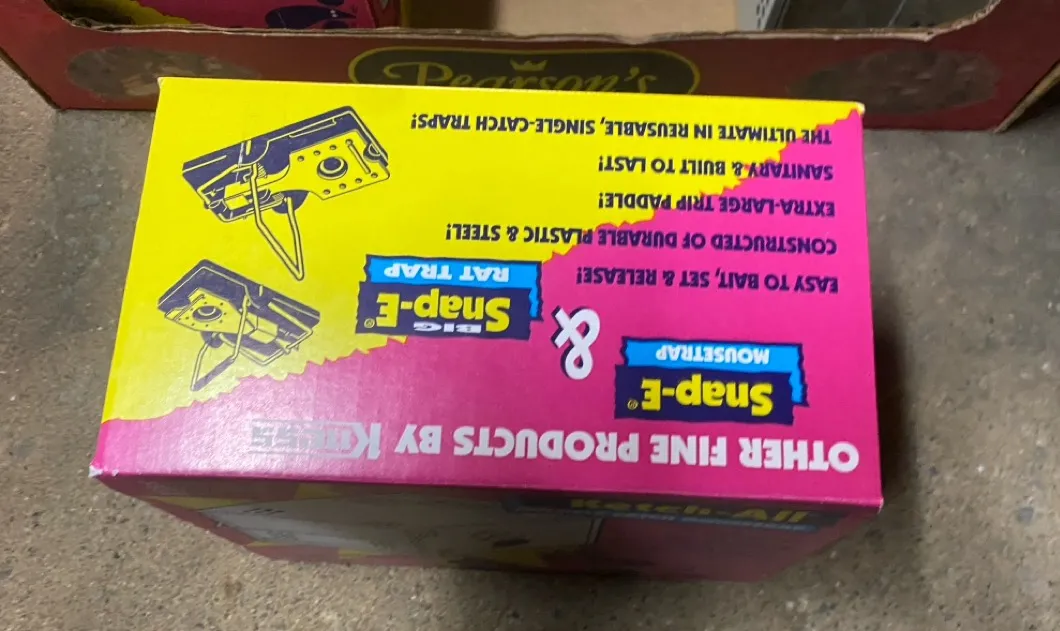 Pearson's
OTHER FINE PRODUCTS BY KNESS
Snap-E®
MOUSETRAP
&
BIG
Snap-E®
RAT TRAP
EASY TO BAIT, SET & RELEASE!
CONSTRUCTED OF DURABLE PLASTIC & STEEL!
EXTRA-LARGE TRIP PADDLE!
SANITARY & BUILT TO LAST!
THE ULTIMATE IN REUSABLE, SINGLE-CATCH TRAPS!
Ketch-All